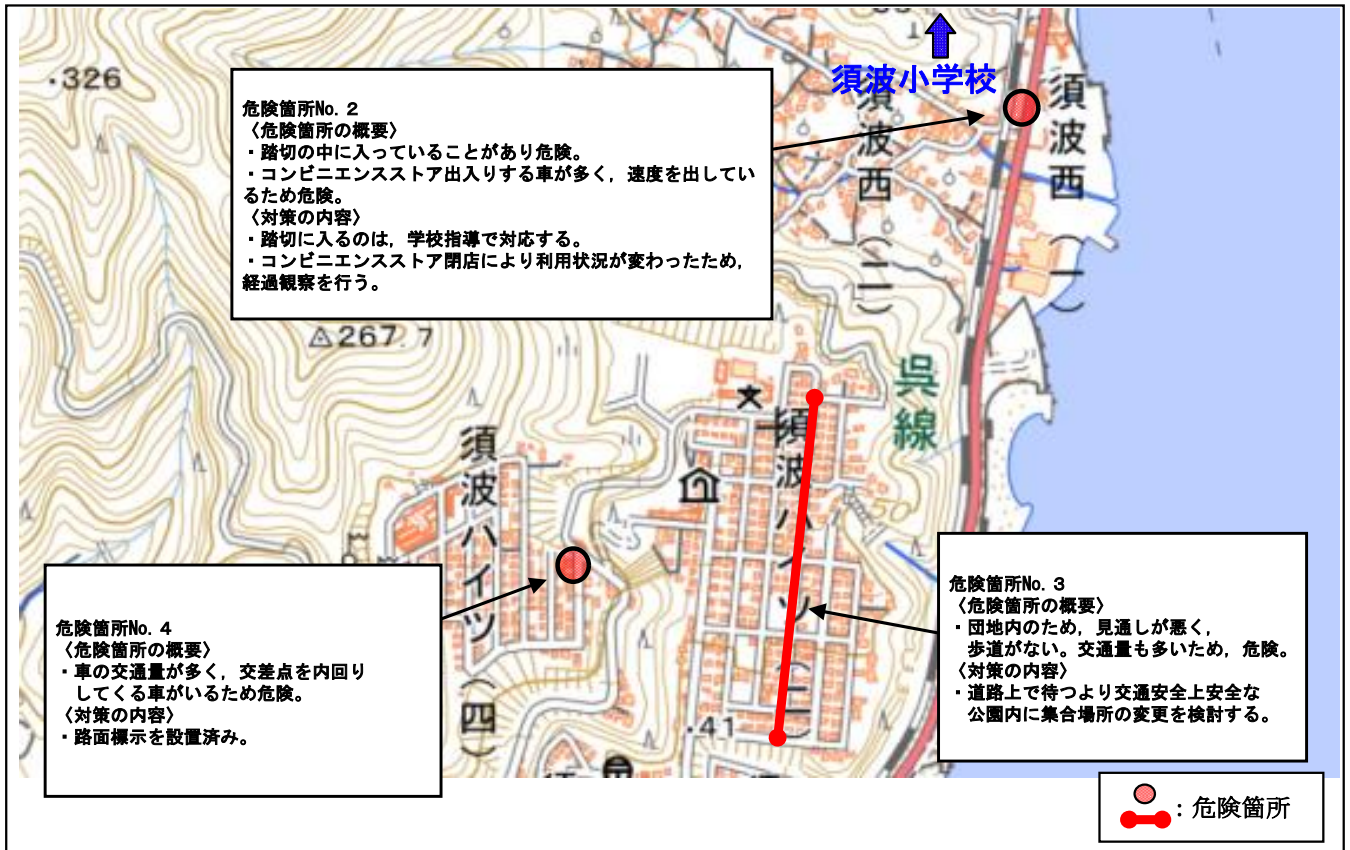 須波小学校
・326
危険箇所No. 2
〈危険箇所の概要〉
・踏切の中に入っていることがあり危険。
・コンビニエンスストア出入りする車が多く，速度を出してい
るため危険。
〈対策の内容〉
・踏切に入るのは，学校指導で対応する。
・コンビニエンスストア閉店により利用状況が変わったため，
経過観察を行う。
須波西（二）
須波西（一）
267.7
呉線
須波ハイツ（四）
須波ハイツ（二）
50
・41
危険箇所No. 4
〈危険箇所の概要〉
・車の交通量が多く，交差点を内回り
してくる車がいるため危険。
〈対策の内容〉
・路面標示を設置済み。
危険箇所No. 3
〈危険箇所の概要〉
・団地内のため，見通しが悪く，
歩道がない。交通量も多いため，危険。
〈対策の内容〉
・道路上で待つより交通安全上安全な
公園内に集合場所の変更を検討する。
：危険箇所